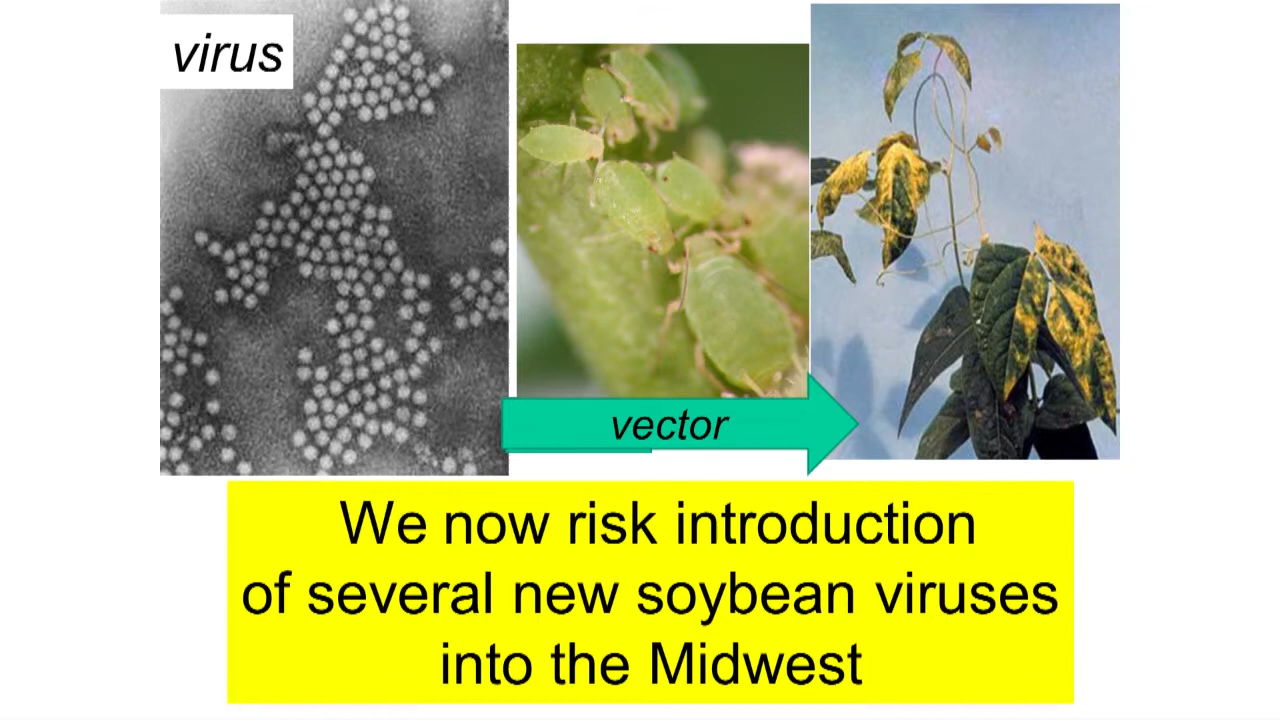 virus
vector
We now risk introduction
of several new soybean viruses
into the Midwest